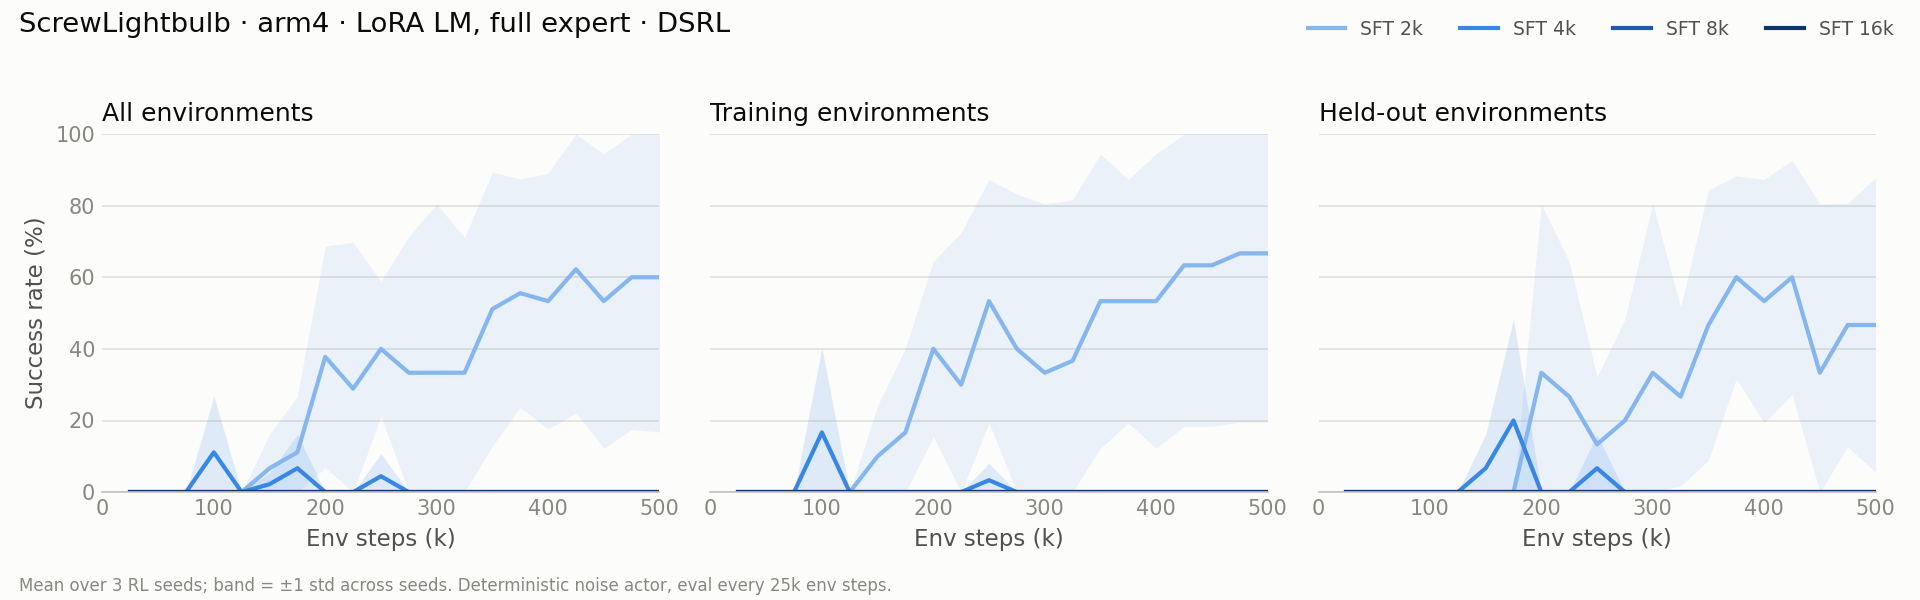 ScrewLightbulb · arm4 · LoRA LM, full expert · DSRL
SFT 2k
SFT 4k
SFT 8k
SFT 16k
All environments
Training environments
Held-out environments
Success rate (%)
100
80
60
40
20
0
0 100 200 300 400 500
0 100 200 300 400 500
0 100 200 300 400 500
Env steps (k)
Env steps (k)
Env steps (k)
Mean over 3 RL seeds; band = ±1 std across seeds. Deterministic noise actor, eval every 25k env steps.